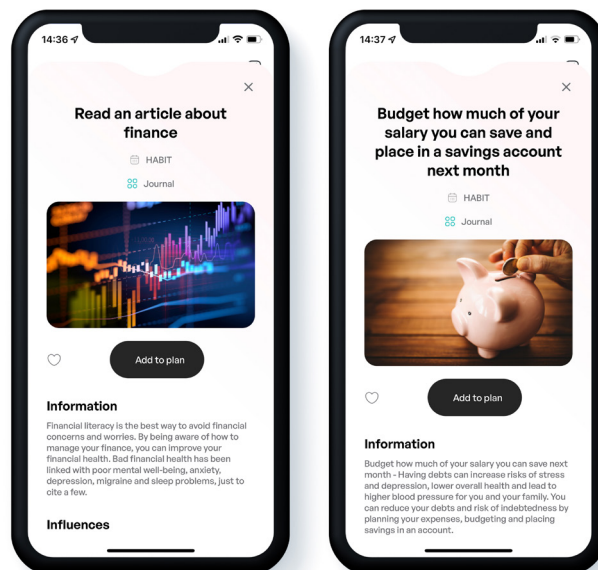 14:36
Read an article about
finance
HABIT
Journal
Add to plan
Information
Financial literacy is the best way to avoid financial
concerns and worries. By being aware of how to
manage your finance, you can improve your
financial health. Bad financial health has been
linked with poor mental well-being, anxiety,
depression, migraine and sleep problems, just to
cite a few.
Influences
14:37
Budget how much of your
salary you can save and
place in a savings account
next month
HABIT
Journal
Add to plan
Information
Budget how much of your salary you can save next
month - Having debts can increase risks of stress
and depression, lower overall health and lead to
higher blood pressure for you and your family. You
can reduce your debts and risk of indebtedness by
planning your expenses, budgeting and placing
savings in an account.